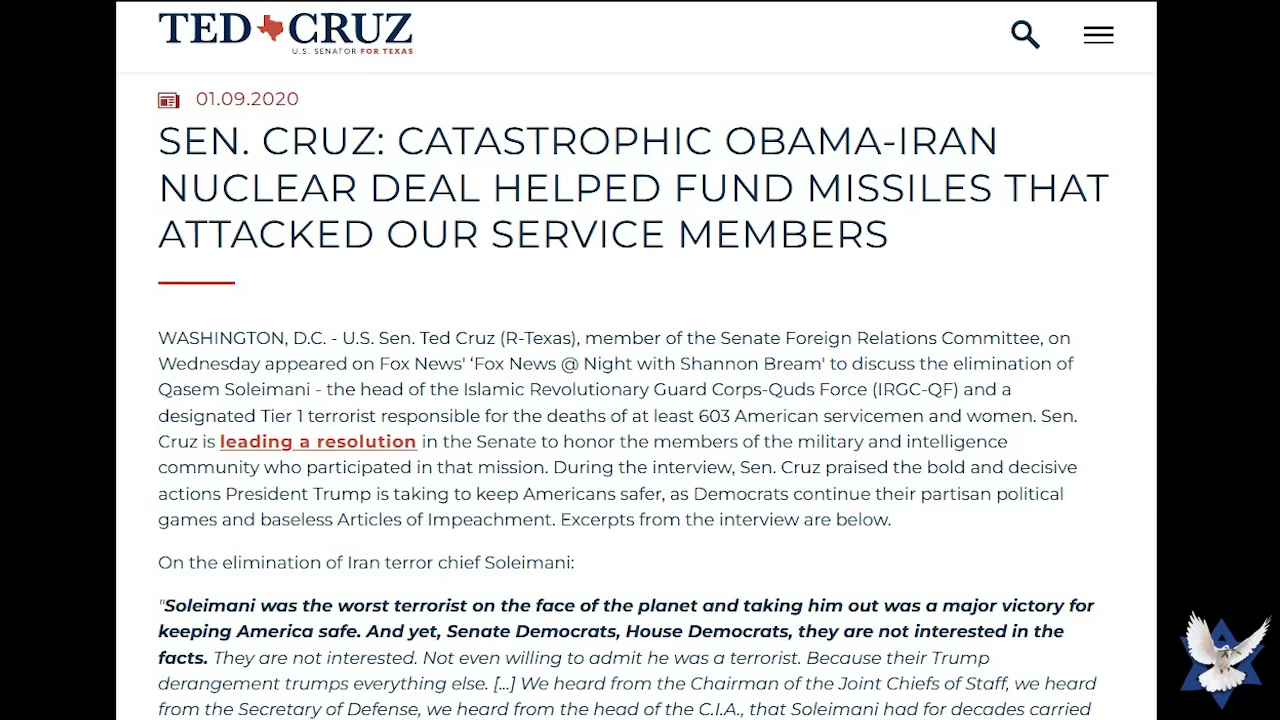 TED CRUZ
U.S. SENATOR FOR TEXAS
01.09.2020
SEN. CRUZ: CATASTROPHIC OBAMA-IRAN
NUCLEAR DEAL HELPED FUND MISSILES THAT
ATTACKED OUR SERVICE MEMBERS
WASHINGTON, D.C. - U.S. Sen. Ted Cruz (R-Texas), member of the Senate Foreign Relations Committee, on
Wednesday appeared on Fox News' ‘Fox News @ Night with Shannon Bream' to discuss the elimination of
Qasem Soleimani - the head of the Islamic Revolutionary Guard Corps-Quds Force (IRGC-QF) and a
designated Tier 1 terrorist responsible for the deaths of at least 603 American servicemen and women. Sen.
Cruz is leading a resolution in the Senate to honor the members of the military and intelligence
community who participated in that mission. During the interview, Sen. Cruz praised the bold and decisive
actions President Trump is taking to keep Americans safer, as Democrats continue their partisan political
games and baseless Articles of Impeachment. Excerpts from the interview are below.
On the elimination of Iran terror chief Soleimani:
"Soleimani was the worst terrorist on the face of the planet and taking him out was a major victory for
keeping America safe. And yet, Senate Democrats, House Democrats, they are not interested in the
facts. They are not interested. Not even willing to admit he was a terrorist. Because their Trump
derangement trumps everything else. [...] We heard from the Chairman of the Joint Chiefs of Staff, we heard
from the Secretary of Defense, we heard from the head of the C.I.A., that Soleimani had for decades carried